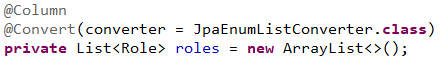 @Column
@Convert(converter = JpaEnumListConverter.class)
private List<Role> roles = new ArrayList<>();